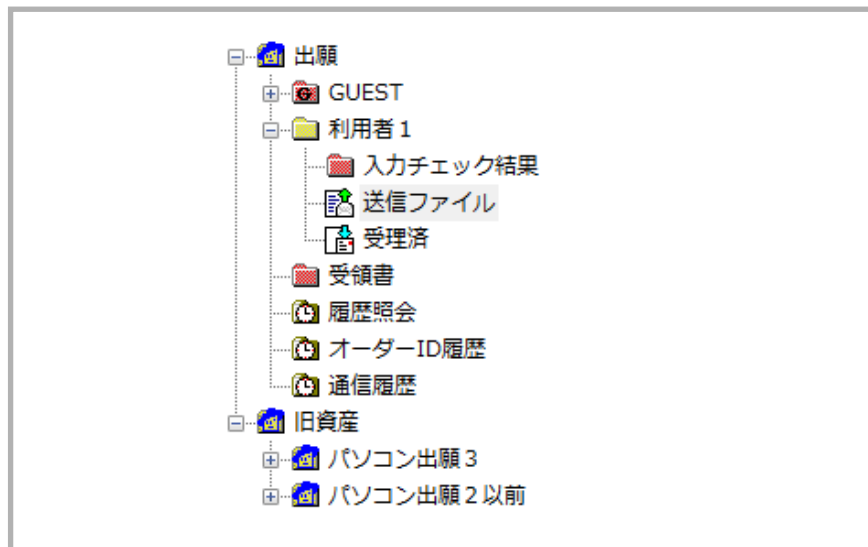 出願
GUEST
利用者１
入力チェック結果
送信ファイル
受理済
受領書
履歴照会
オーダーID履歴
通信履歴
旧資産
パソコン出願３
パソコン出願２以前